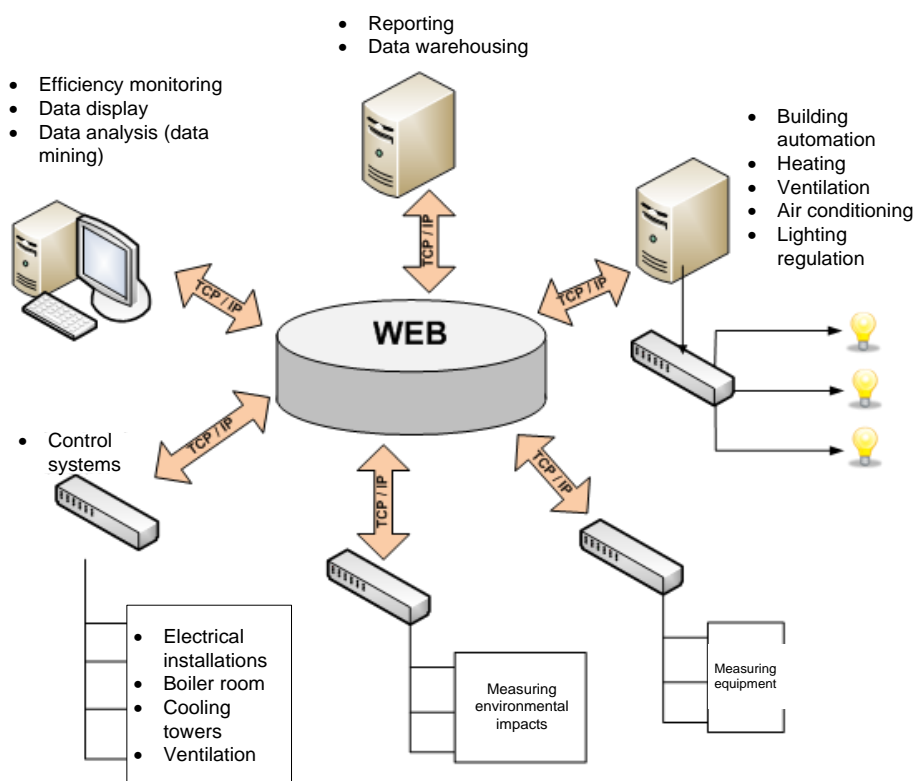 • Reporting
• Data warehousing
• Efficiency monitoring
• Data display
• Data analysis (data
mining)
• Building
automation
• Heating
• Ventilation
• Air conditioning
• Lighting
regulation
TCP / IP
TCP / IP
TCP / IP
WEB
• Control
systems
TCP / IP
TCP / IP
TCP / IP
• Electrical
installations
• Boiler room
• Cooling
towers
• Ventilation
Measuring
environmental
impacts
Measuring
equipment